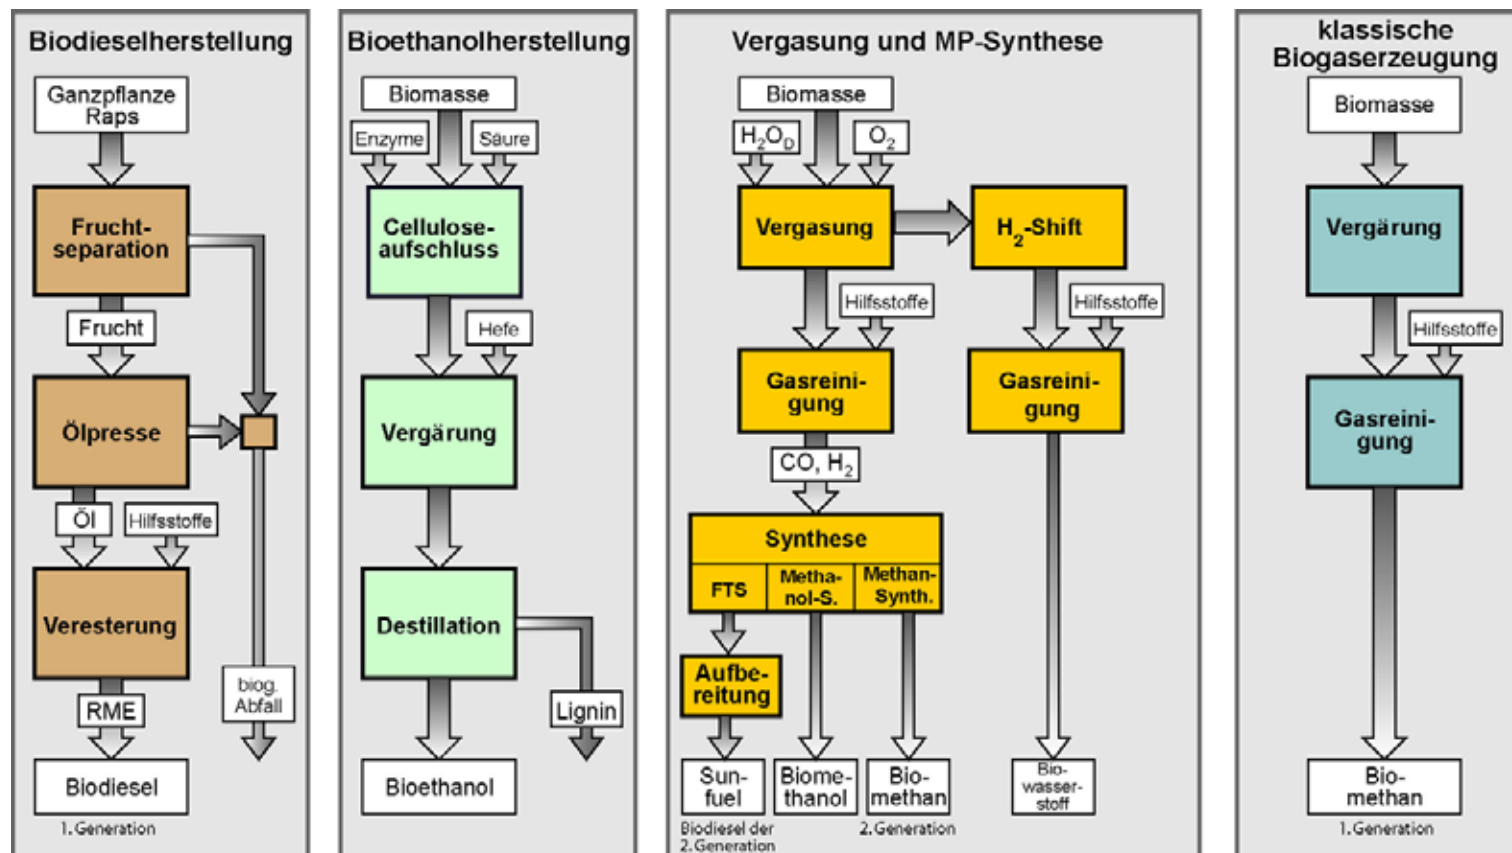 Biodieselherstellung
Ganzpflanze
Raps
Frucht-
separation
Frucht
Ölpresse
Öl
Hilfsstoffe
Veresterung
RME
biog.
Abfall
Biodiesel
1. Generation
Bioethanolherstellung
Biomasse
Enzyme
Säure
Cellulose-
aufschluss
Hefe
Vergärung
Destillation
Lignin
Bioethanol
Vergasung und MP-Synthese
Biomasse
H₂O_D
O₂
Vergasung
H₂-Shift
Hilfsstoffe
Hilfsstoffe
Gasreini-
gung
Gasreini-
gung
CO, H₂
Synthese
FTS
Metha-
nol-S.
Methan-
Synth.
Aufbe-
reitung
Sun-
fuel
Biome-
thanol
Bio-
methan
Bio-
wasser-
stoff
Biodiesel der
2. Generation
2. Generation
klassische
Biogaserzeugung
Biomasse
Vergärung
Hilfsstoffe
Gasreini-
gung
Bio-
methan
1. Generation